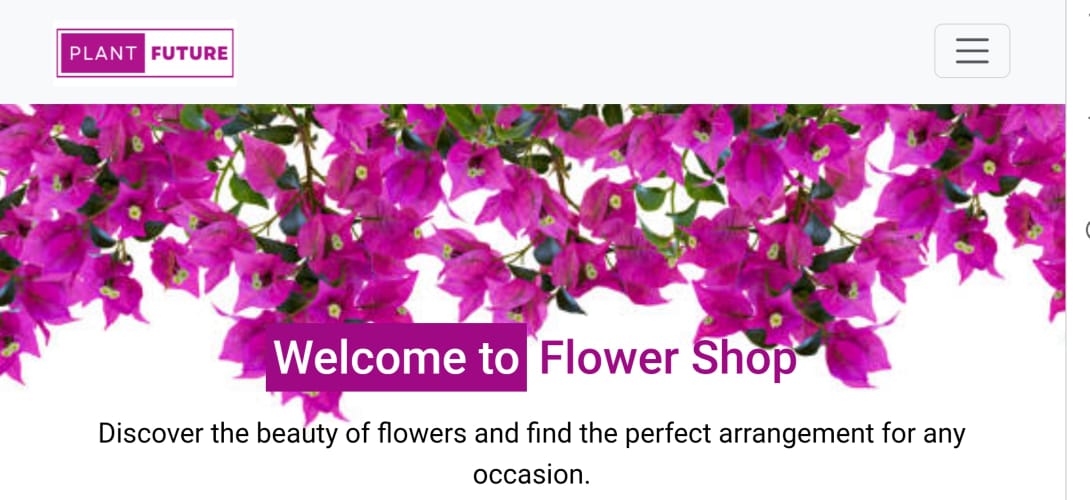 PLANT FUTURE
Welcome to Flower Shop
Discover the beauty of flowers and find the perfect arrangement for any
occasion.